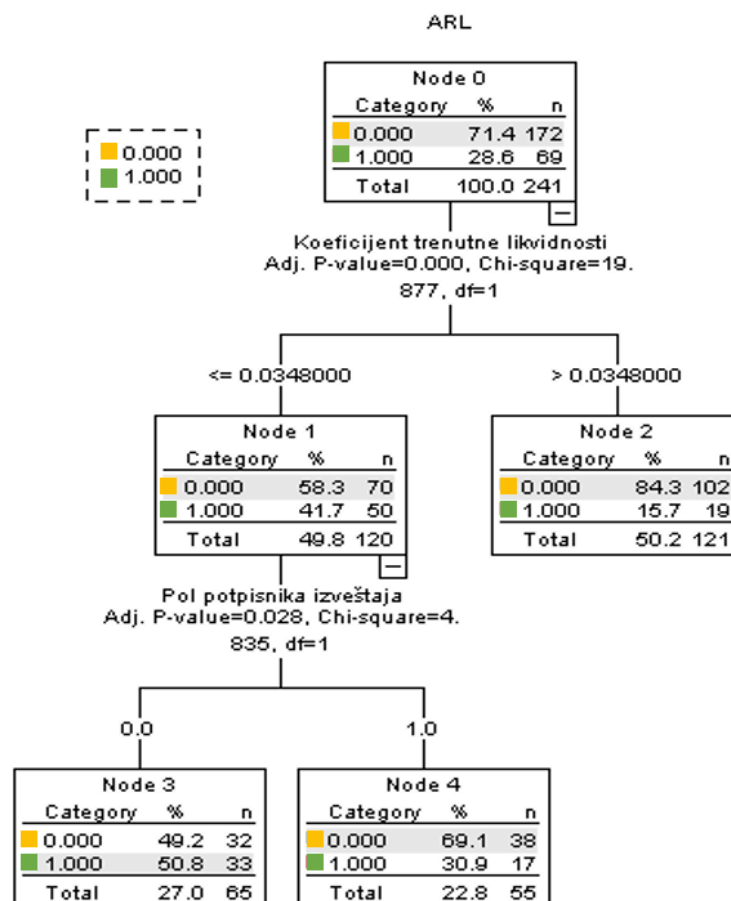 ARL
0.000
1.000
Node 0
Category % n
0.000 71.4 172
1.000 28.6 69
Total 100.0 241
Koeficijent trenutne likvidnosti
Adj. P-value=0.000, Chi-square=19.
877, df=1
<= 0.0348000
> 0.0348000
Node 1
Category % n
0.000 58.3 70
1.000 41.7 50
Total 49.8 120
Node 2
Category % n
0.000 84.3 102
1.000 15.7 19
Total 50.2 121
Pol potpisnika izveštaja
Adj. P-value=0.028, Chi-square=4.
835, df=1
0.0
1.0
Node 3
Category % n
0.000 49.2 32
1.000 50.8 33
Total 27.0 65
Node 4
Category % n
0.000 69.1 38
1.000 30.9 17
Total 22.8 55